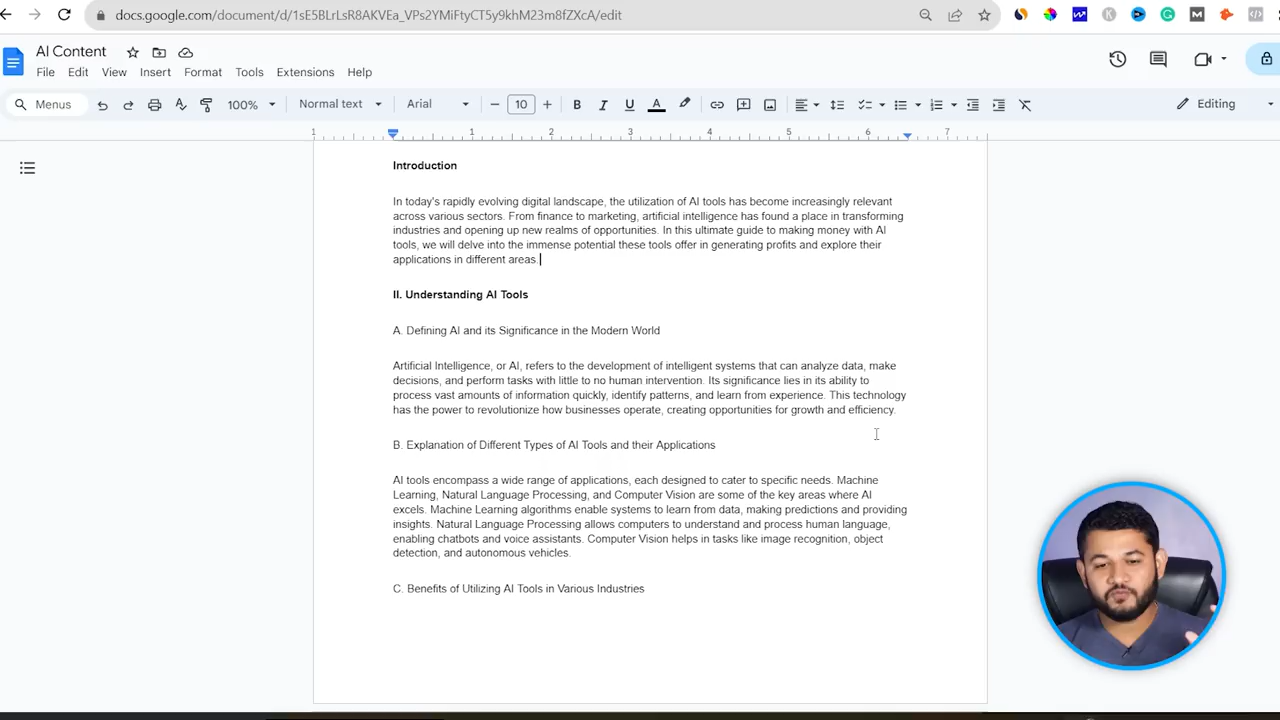 docs.google.com/document/d/1sE5BLrLsR8AKVEa_VPs2YMiFtyCT5y9khM23m8fZXcA/edit
AI Content
File Edit View Insert Format Tools Extensions Help
Menus 100% Normal text Arial 10 Editing
1 1 2 3 4 5 6 7
Introduction
In today's rapidly evolving digital landscape, the utilization of AI tools has become increasingly relevant
across various sectors. From finance to marketing, artificial intelligence has found a place in transforming
industries and opening up new realms of opportunities. In this ultimate guide to making money with AI
tools, we will delve into the immense potential these tools offer in generating profits and explore their
applications in different areas.
II. Understanding AI Tools
A. Defining AI and its Significance in the Modern World
Artificial Intelligence, or AI, refers to the development of intelligent systems that can analyze data, make
decisions, and perform tasks with little to no human intervention. Its significance lies in its ability to
process vast amounts of information quickly, identify patterns, and learn from experience. This technology
has the power to revolutionize how businesses operate, creating opportunities for growth and efficiency.
B. Explanation of Different Types of AI Tools and their Applications
AI tools encompass a wide range of applications, each designed to cater to specific needs. Machine
Learning, Natural Language Processing, and Computer Vision are some of the key areas where AI
excels. Machine Learning algorithms enable systems to learn from data, making predictions and providing
insights. Natural Language Processing allows computers to understand and process human language,
enabling chatbots and voice assistants. Computer Vision helps in tasks like image recognition, object
detection, and autonomous vehicles.
C. Benefits of Utilizing AI Tools in Various Industries